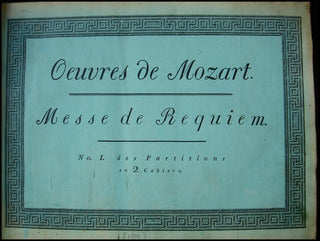 Oeuvres de Mozart.
Messe de Requiem.
No. I. des Partitions
en 2 Cahiers.